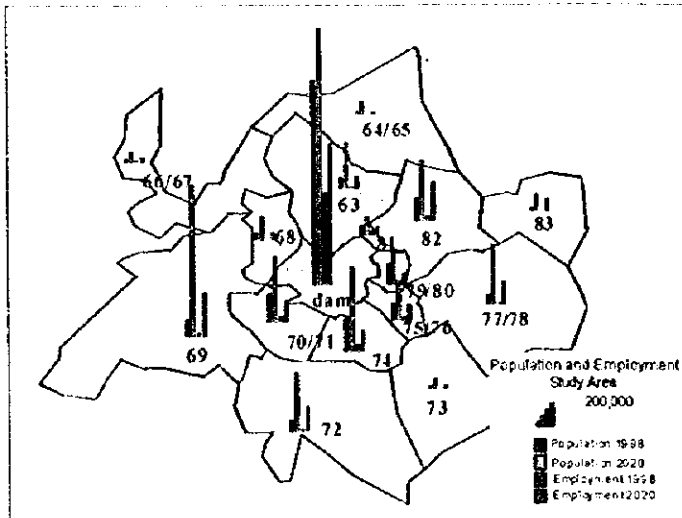 64/65
66/67
63
83
68
82
dam
79/80
77/78
75/76
70/71
69
74
Population and Employment
Study Area
73
200,000
72
Population 1998
Population 2020
Employment 1998
Employment 2020